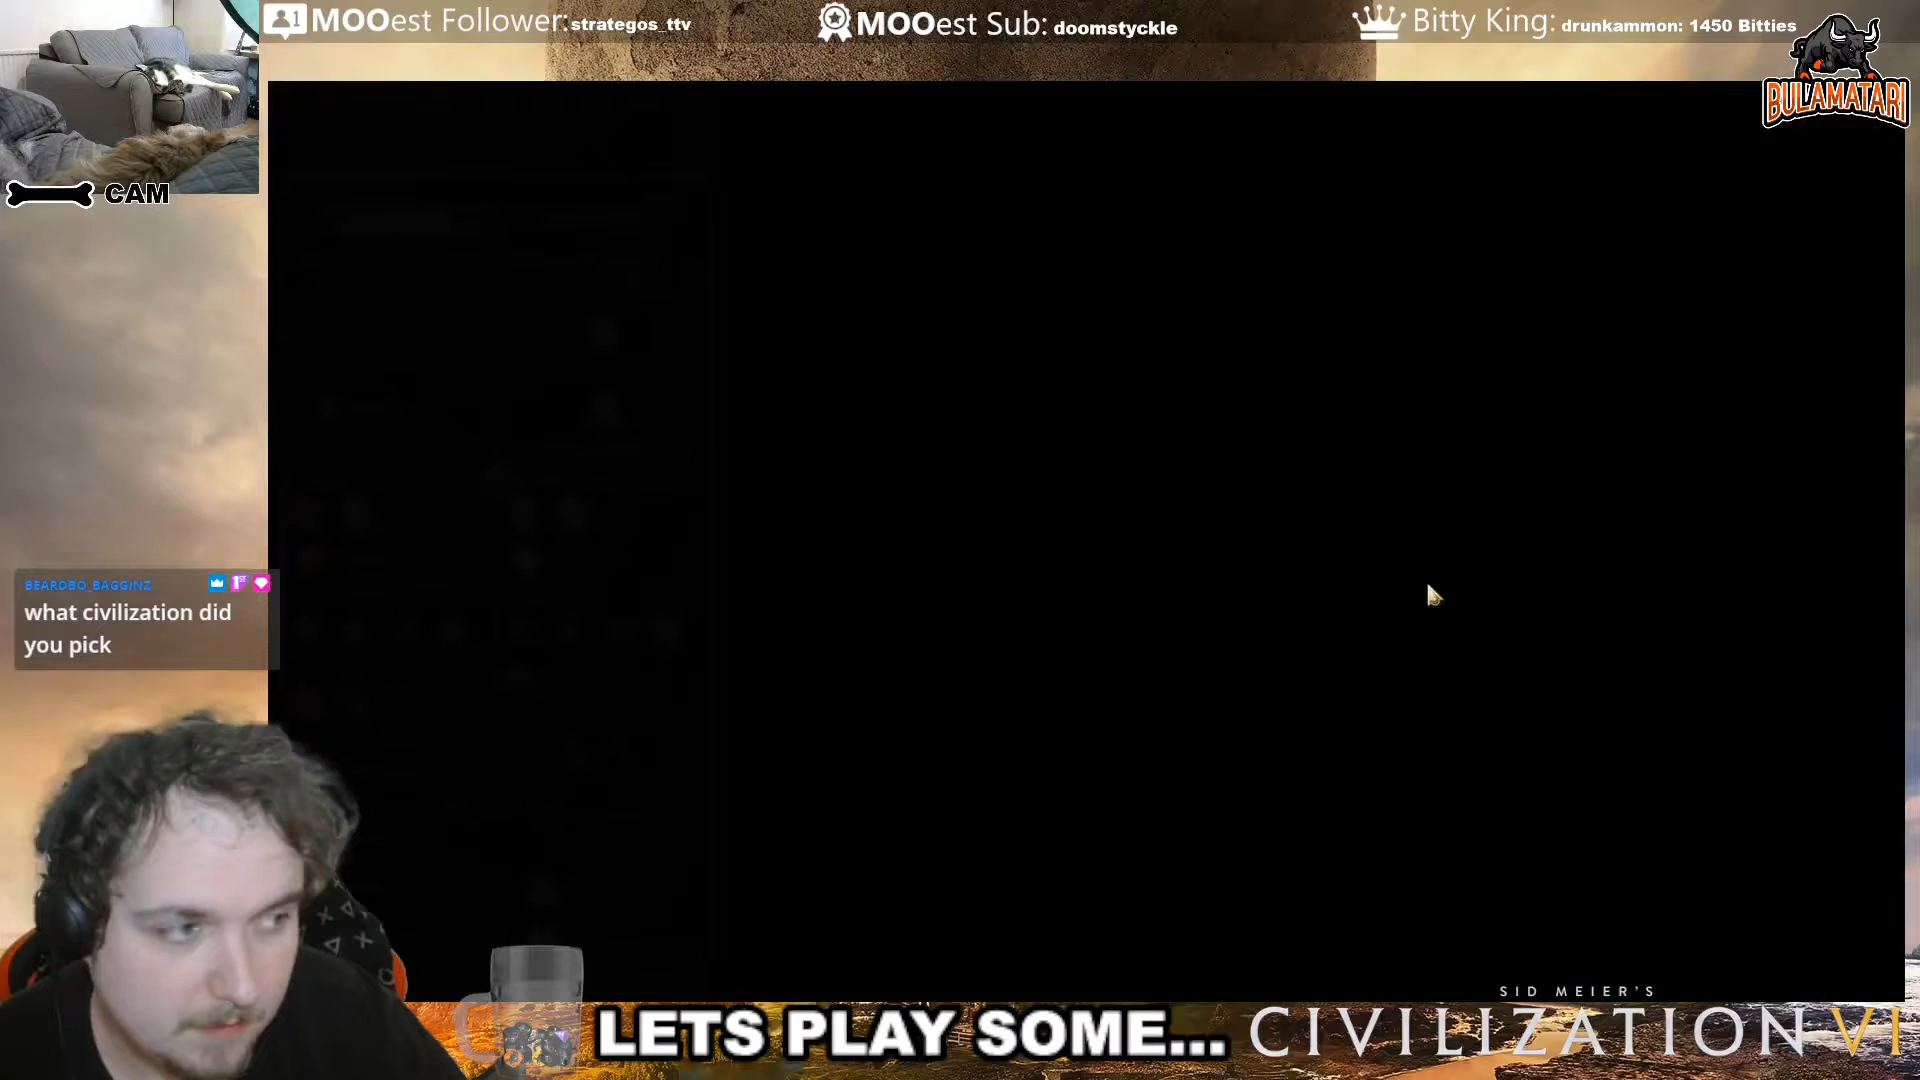 MOOest Follower: strategos_ttv
MOOest Sub: doomstyckle
Bitty King: drunkammon: 1450 Bitties
BULAMATARI
CAM
BEARDBO_BAGGINZ 1ST
what civilization did
you pick
SID MEIER'S
LETS PLAY SOME... CIVILIZATION VI